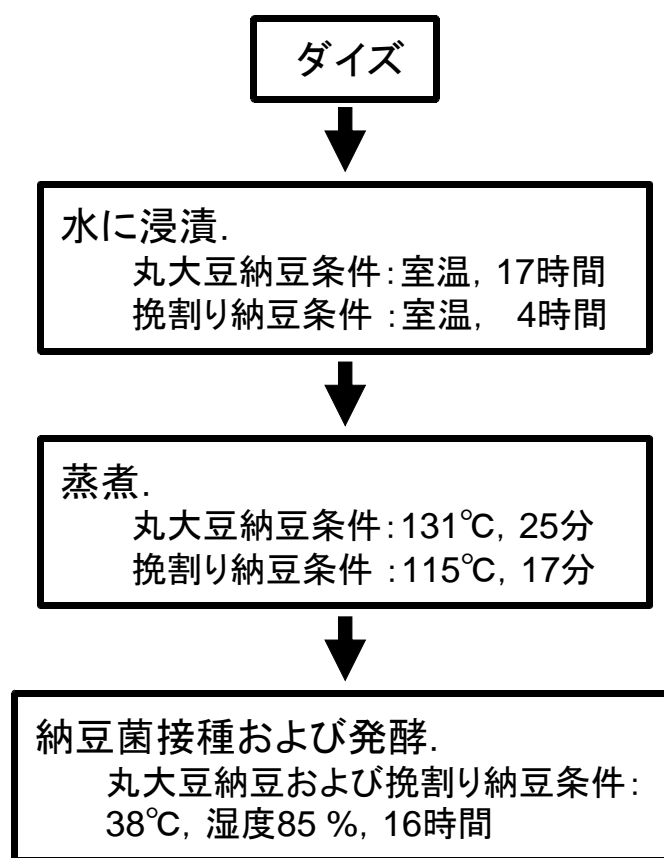 ダイズ
水に浸漬.
丸大豆納豆条件：室温, 17時間
挽割り納豆条件 ：室温, 4時間
蒸煮.
丸大豆納豆条件：131℃, 25分
挽割り納豆条件 ：115℃, 17分
納豆菌接種および発酵.
丸大豆納豆および挽割り納豆条件：
38℃, 湿度85 %, 16時間